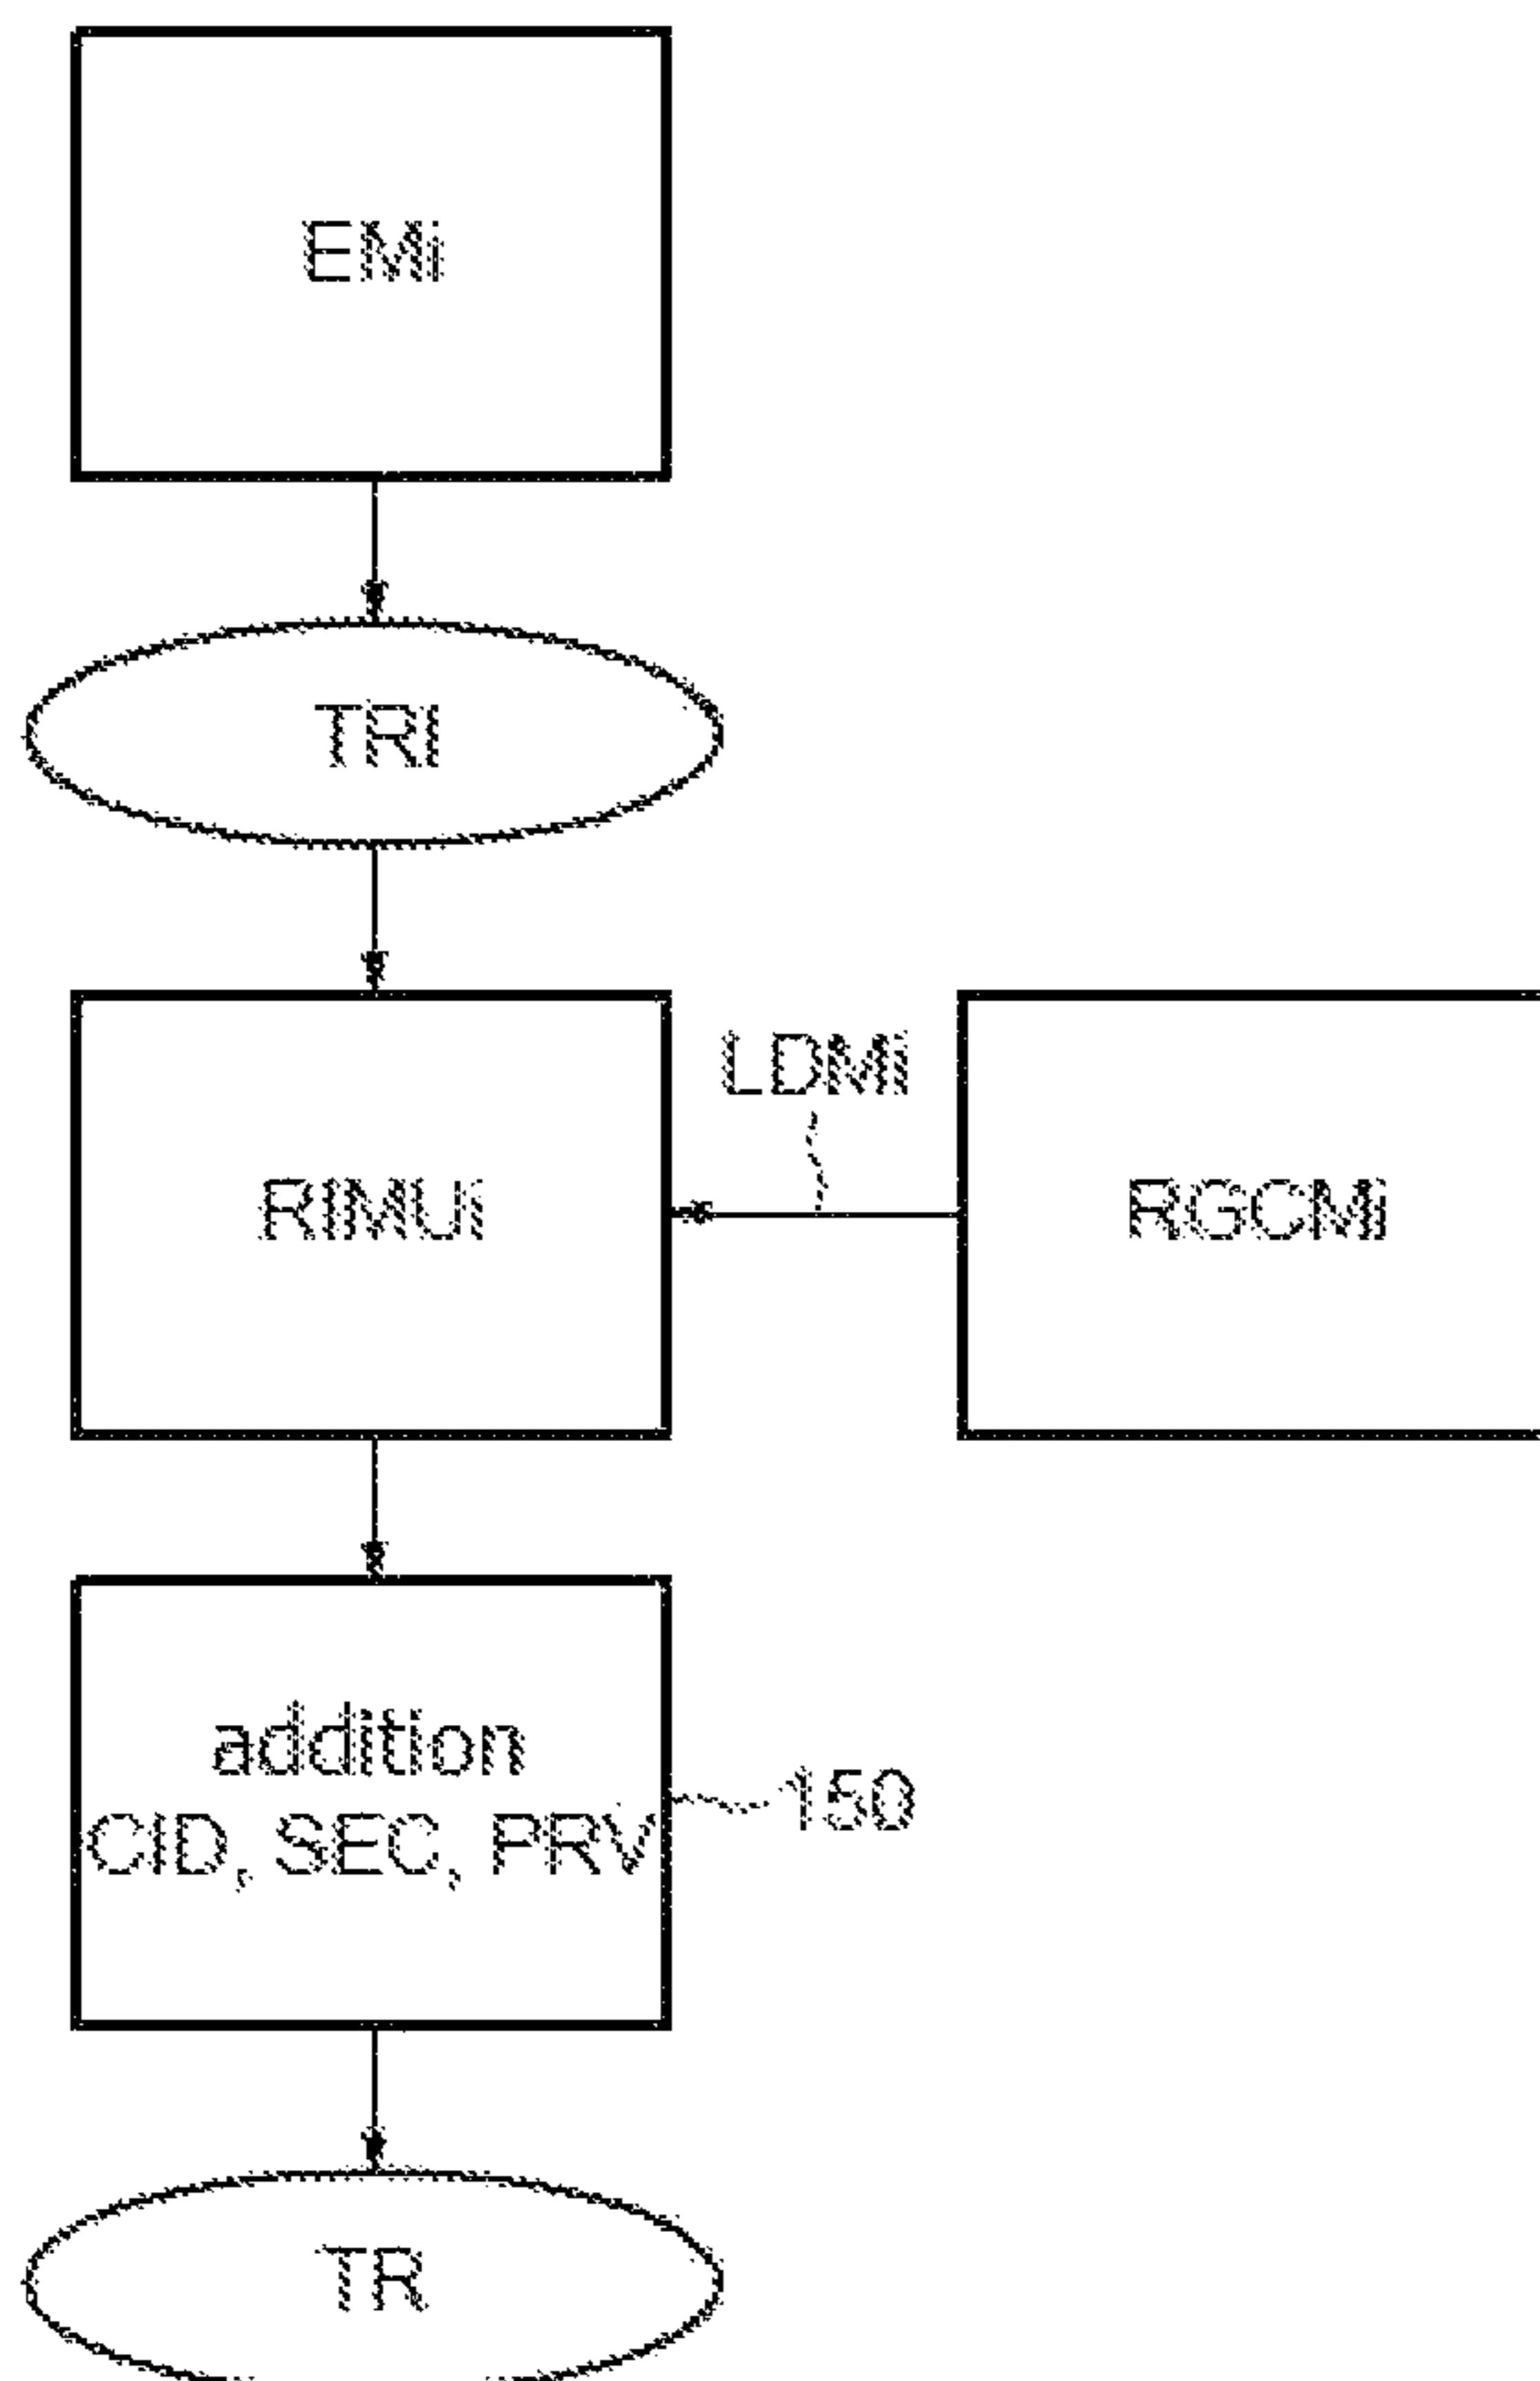 EMi
TRI
LDMi
RIMUi
RGCMi
addition
CID, SEC, PRV
150
TR